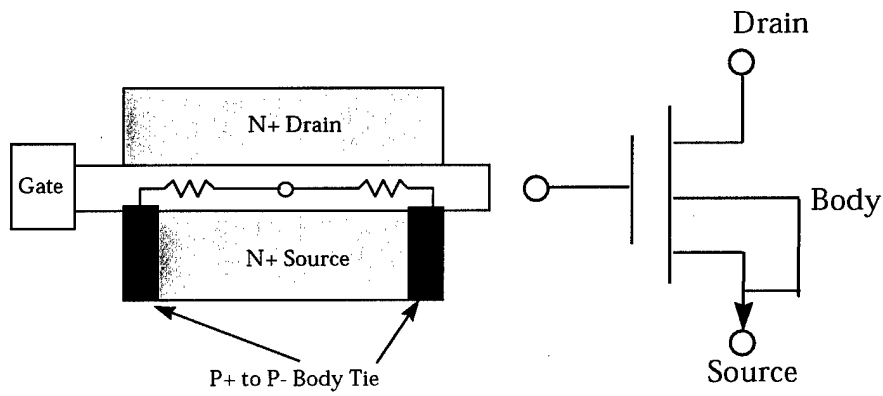 Drain
N+ Drain
Gate
Body
N+ Source
P+ to P- Body Tie
Source